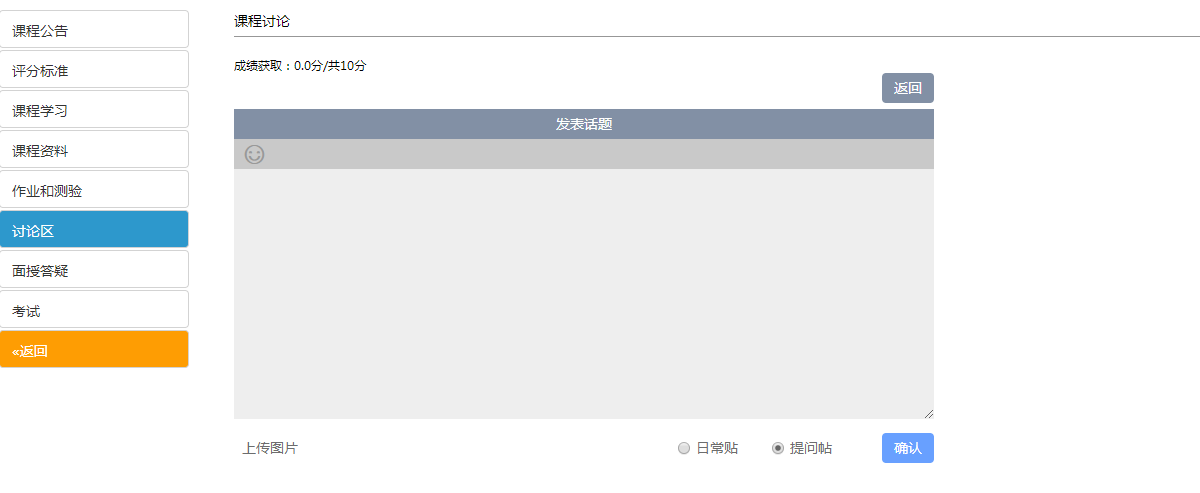 课程公告
评分标准
课程学习
课程资料
作业和测验
讨论区
面授答疑
考试
«返回
课程讨论
成绩获取：0.0分/共10分
返回
发表话题
上传图片
日常贴
提问帖
确认